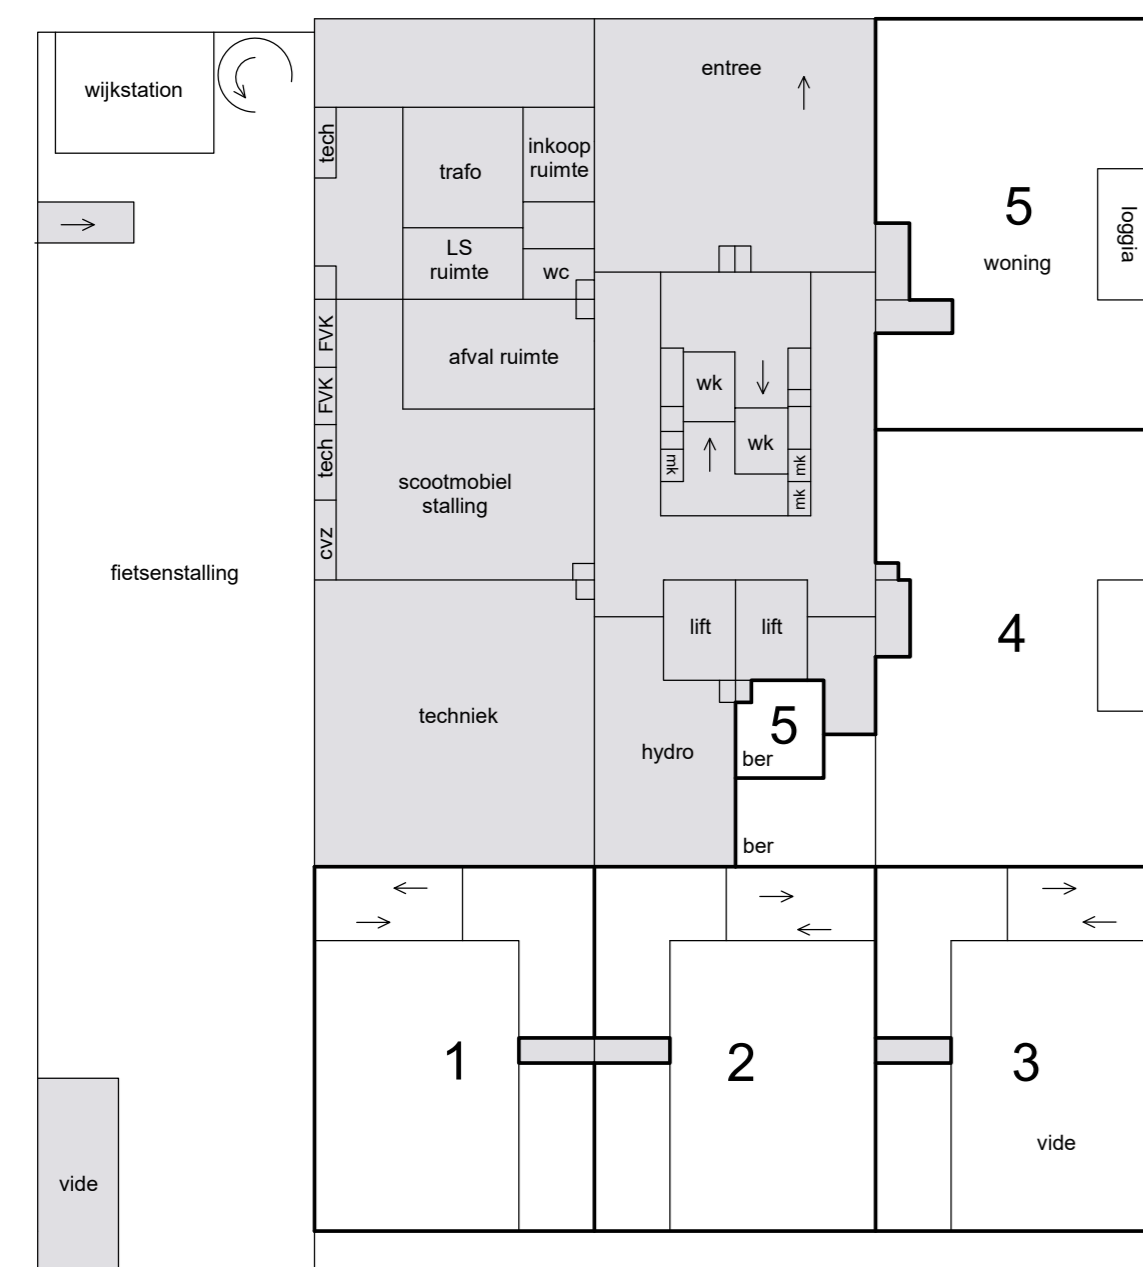 wijkstation
entree
tech
trafo
inkoop
ruimte
5
woning
loggia
LS
ruimte
wc
FVK
afval ruimte
FVK
wk
wk
tech
mk
mk
mk
scootmobiel
stalling
cvz
fietsenstalling
lift
lift
4
techniek
hydro
5
ber
ber
1
2
3
vide
vide